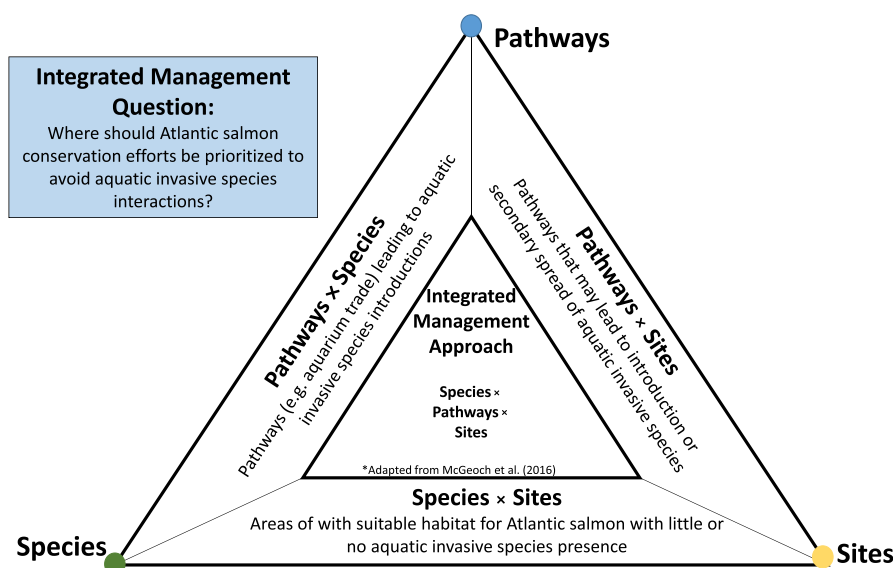 Pathways
Integrated Management
Question:
Where should Atlantic salmon
conservation efforts be prioritized to
avoid aquatic invasive species
interactions?
Pathways × Species
Pathways (e.g. aquarium trade) leading to aquatic
invasive species introductions
Pathways × Sites
Pathways that may lead to introduction or
secondary spread of aquatic invasive species
Integrated
Management
Approach
Species ×
Pathways ×
Sites
*Adapted from McGeoch et al. (2016)
Species × Sites
Areas of with suitable habitat for Atlantic salmon with little or
no aquatic invasive species presence
Species
Sites